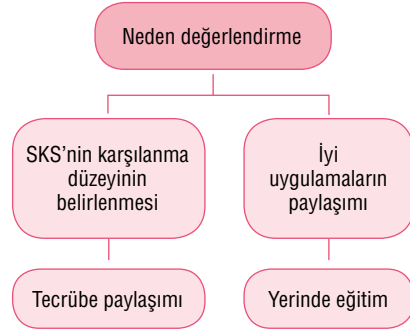 Neden değerlendirme
SKS'nin karşılanma
düzeyinin
belirlenmesi
İyi
uygulamaların
paylaşımı
Tecrübe paylaşımı
Yerinde eğitim